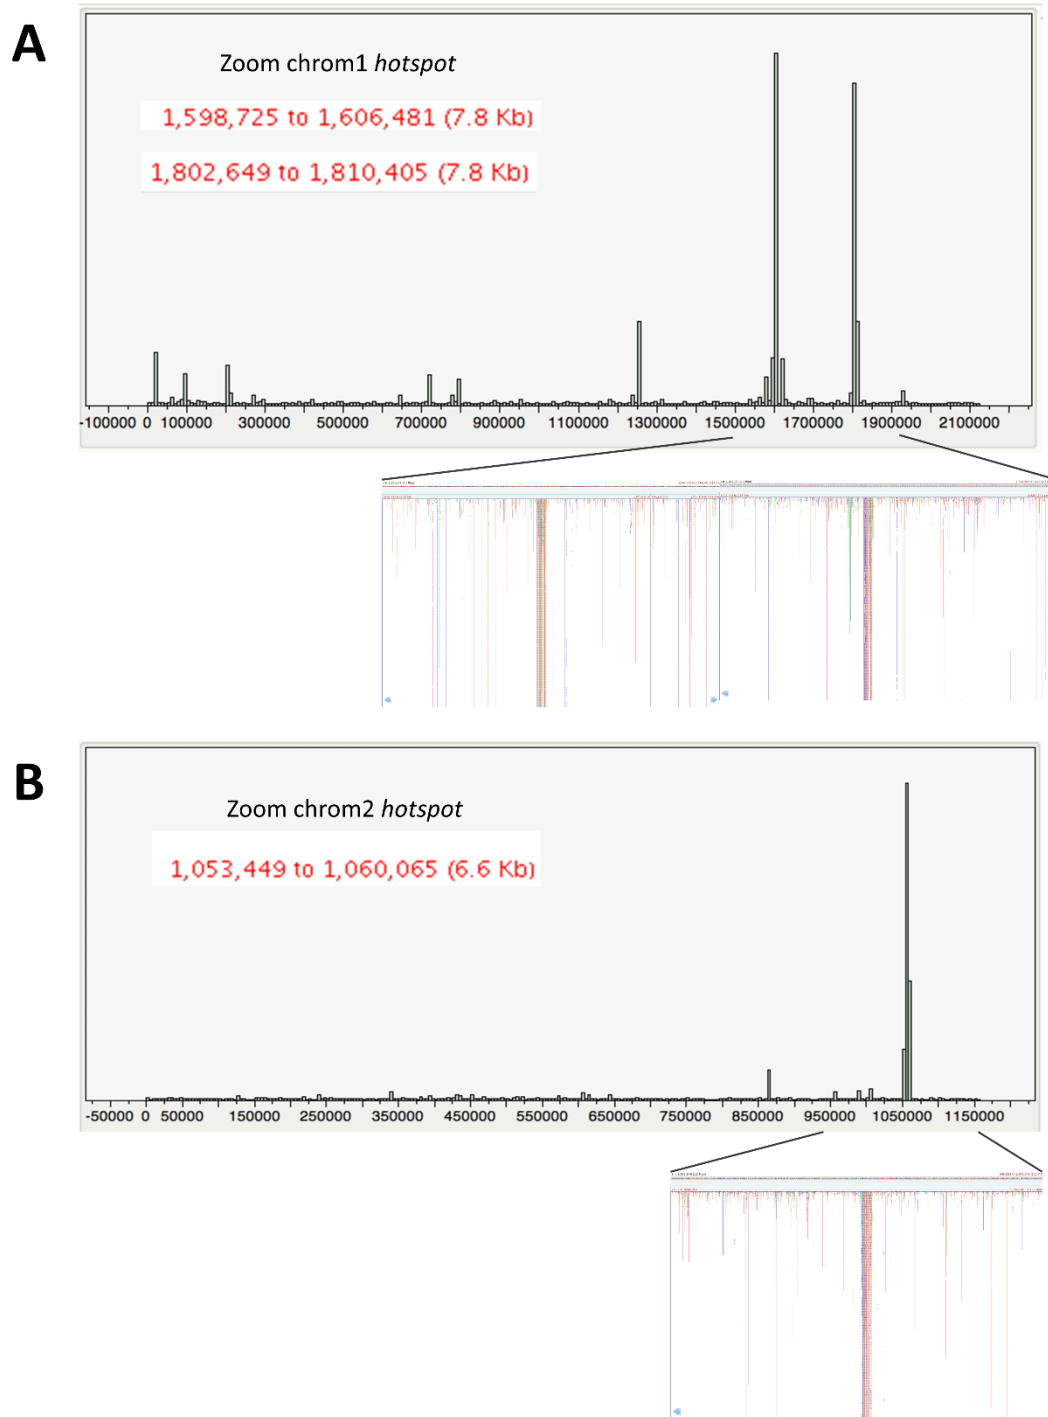 A
Zoom chrom1 hotspot
1,598,725 to 1,606,481 (7.8 Kb)
1,802,649 to 1,810,405 (7.8 Kb)
-100000 0 100000 300000 500000 700000 900000 1100000 1300000 1500000 1700000 1900000 2100000
B
Zoom chrom2 hotspot
1,053,449 to 1,060,065 (6.6 Kb)
-50000 0 50000 150000 250000 350000 450000 550000 650000 750000 850000 950000 1050000 1150000